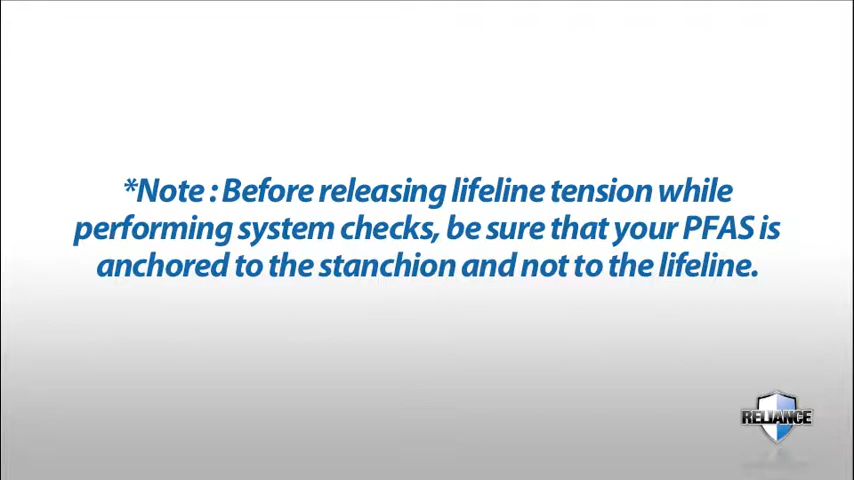 *Note : Before releasing lifeline tension while
performing system checks, be sure that your PFAS is
anchored to the stanchion and not to the lifeline.
RELIANCE